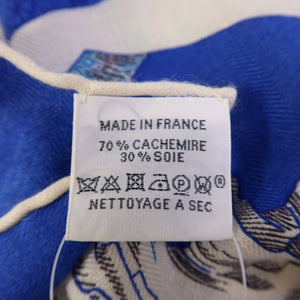 MADE IN FRANCE
70% CACHEMIRE
30% SOIE
P W ®
NETTOYAGE A SEC